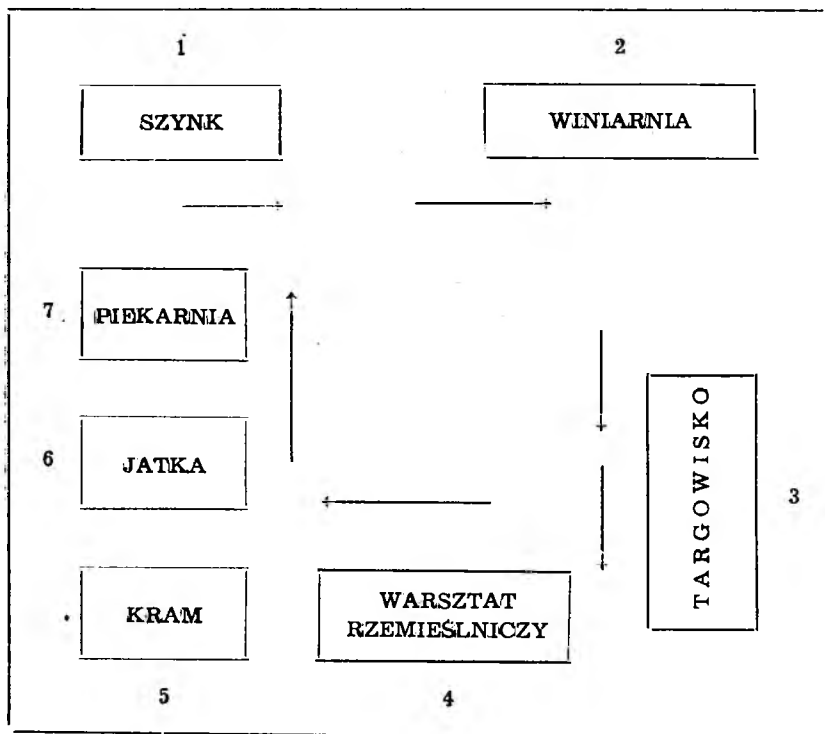 1
2
SZYNK
WINIARNIA
7
PIEKARNIA
6
JATKA
TARGOWISKO
3
KRAM
WARSZTAT
RZEMIEŚLNICZY
5
4